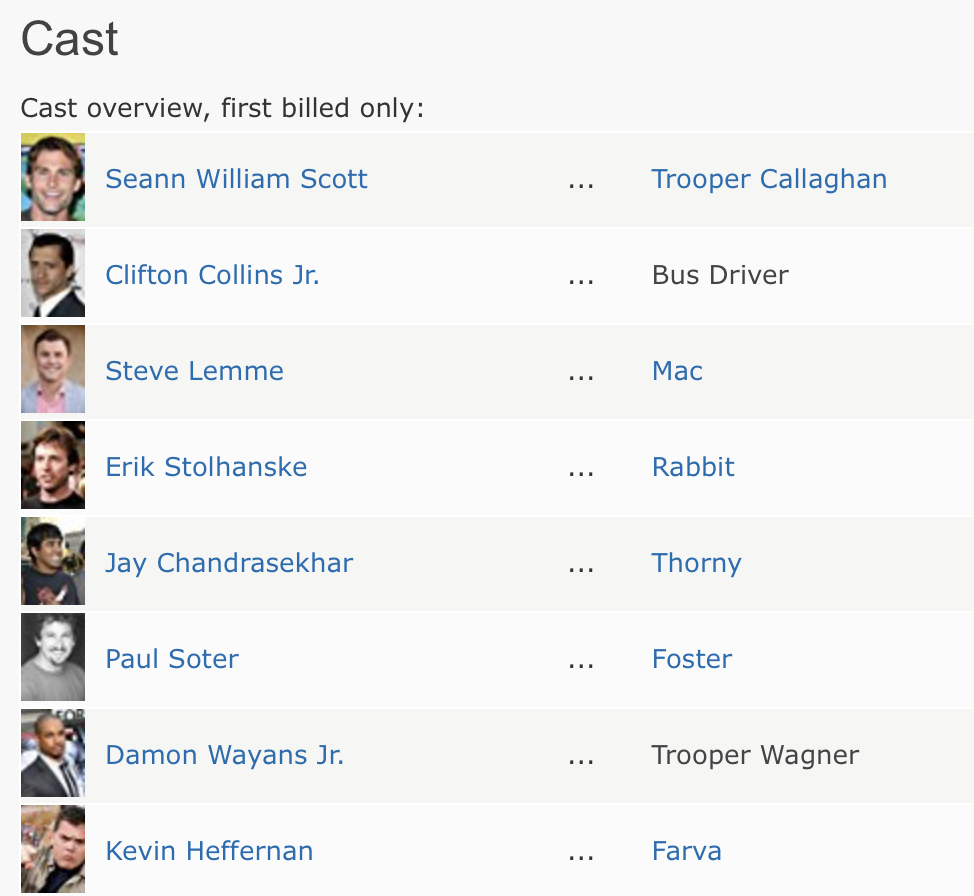 Cast
Cast overview, first billed only:
Seann William Scott ... Trooper Callaghan
Clifton Collins Jr. ... Bus Driver
Steve Lemme ... Mac
Erik Stolhanske ... Rabbit
Jay Chandrasekhar ... Thorny
Paul Soter ... Foster
Damon Wayans Jr. ... Trooper Wagner
Kevin Heffernan ... Farva